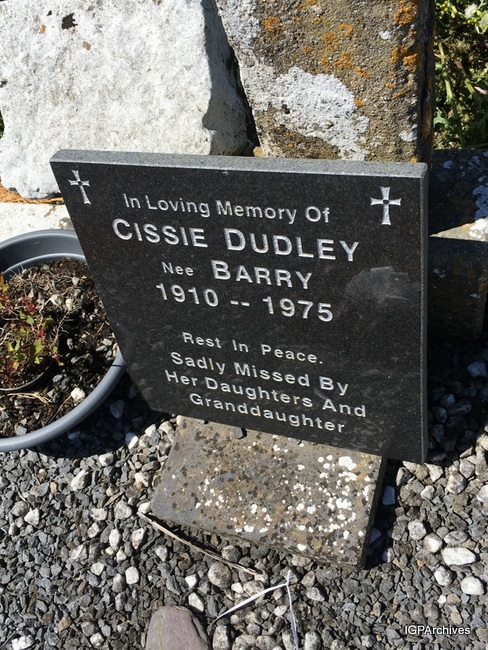 In Loving Memory Of
CISSIE DUDLEY
Nee BARRY
1910 -- 1975
Rest In Peace.
Sadly Missed By
Her Daughters And
Granddaughter
IGPArchives